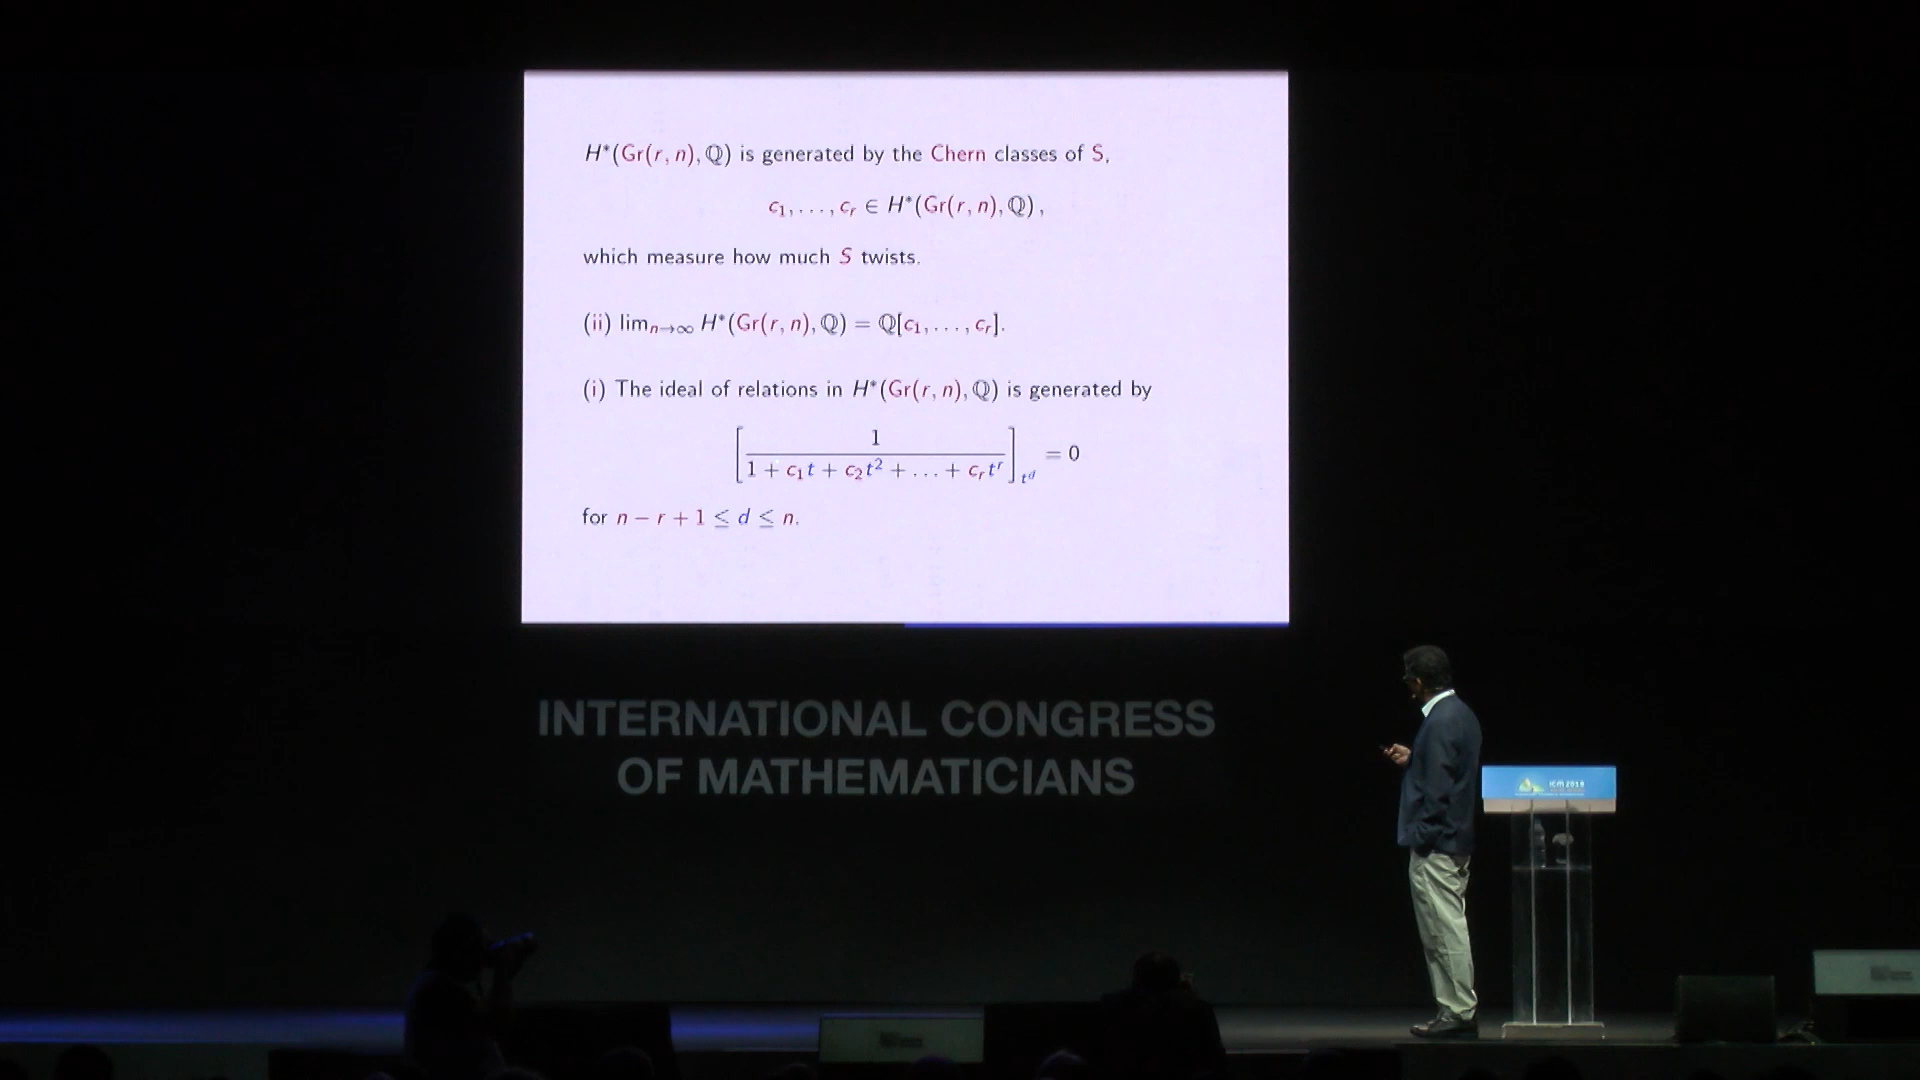 H*(Gr(r, n), ℚ) is generated by the Chern classes of S,
c₁, . . . , cᵣ ∈ H*(Gr(r, n), ℚ) ,
which measure how much S twists.
(ii) limₙ→∞ H*(Gr(r, n), ℚ) = ℚ[c₁, . . . , cᵣ].
(i) The ideal of relations in H*(Gr(r, n), ℚ) is generated by
[ 1 / (1 + c₁t + c₂t² + . . . + cᵣtʳ) ]_{t^d} = 0
for n − r + 1 ≤ d ≤ n.
INTERNATIONAL CONGRESS
OF MATHEMATICIANS
ICM 2018